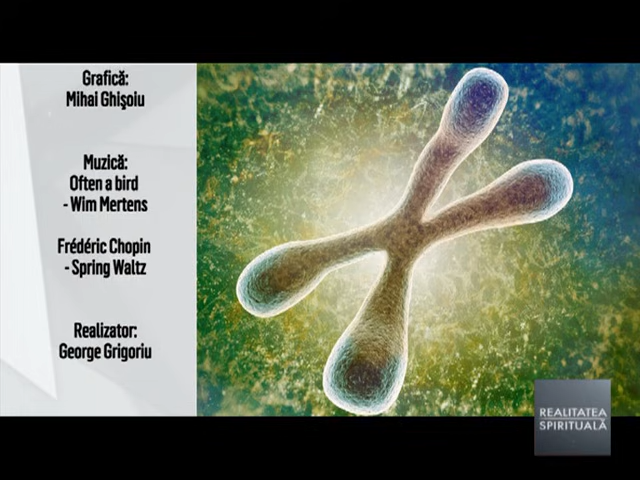 Grafică:
Mihai Ghişoiu
Muzică:
Often a bird
- Wim Mertens
Frédéric Chopin
- Spring Waltz
Realizator:
George Grigoriu
REALITATEA
SPIRITUALĂ